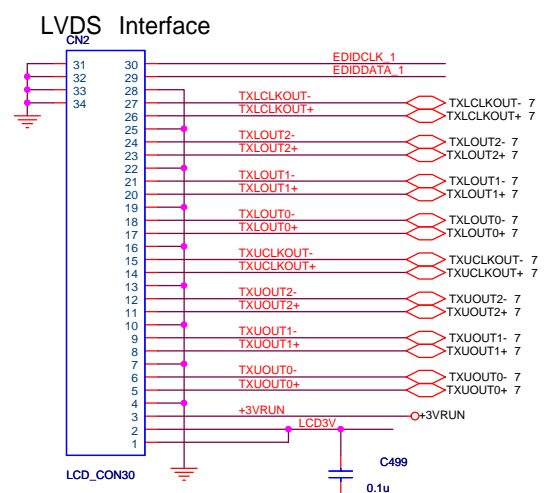 LVDS Interface
CN2
31 30 EDIDCLK_1
32 29 EDIDDATA_1
33 28
34 27 TXLCLKOUT- TXLCLKOUT- 7
26 TXLCLKOUT+ TXLCLKOUT+ 7
25
24 TXLOUT2- TXLOUT2- 7
23 TXLOUT2+ TXLOUT2+ 7
22
21 TXLOUT1- TXLOUT1- 7
20 TXLOUT1+ TXLOUT1+ 7
19
18 TXLOUT0- TXLOUT0- 7
17 TXLOUT0+ TXLOUT0+ 7
16
15 TXUCLKOUT- TXUCLKOUT- 7
14 TXUCLKOUT+ TXUCLKOUT+ 7
13
12 TXUOUT2- TXUOUT2- 7
11 TXUOUT2+ TXUOUT2+ 7
10
9 TXUOUT1- TXUOUT1- 7
8 TXUOUT1+ TXUOUT1+ 7
7
6 TXUOUT0- TXUOUT0- 7
5 TXUOUT0+ TXUOUT0+ 7
4
3 +3VRUN +3VRUN
2 LCD3V
1
LCD_CON30
C499
0.1u